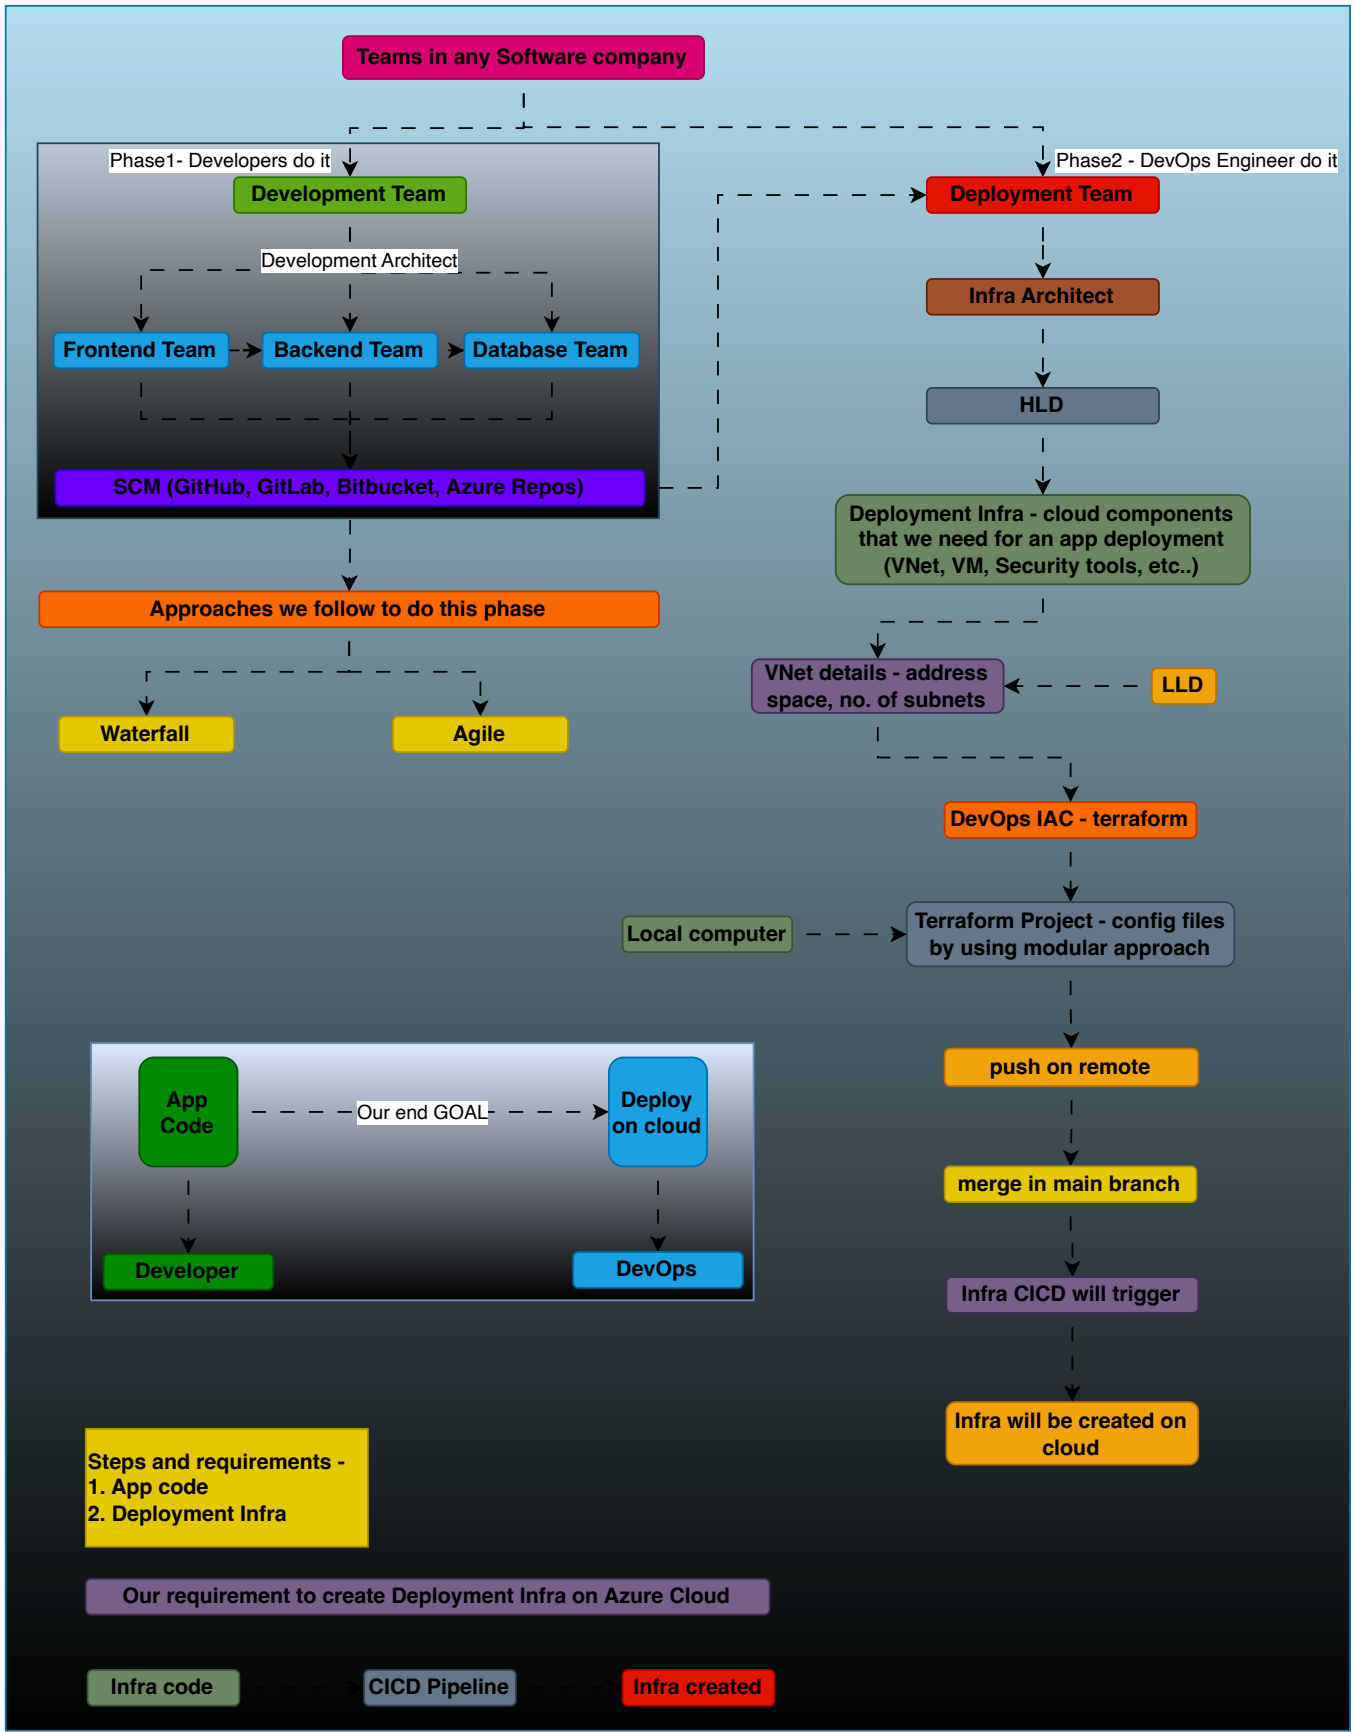 Teams in any Software company
Phase1- Developers do it
Phase2 - DevOps Engineer do it
Development Team
Deployment Team
Development Architect
Infra Architect
Frontend Team
Backend Team
Database Team
HLD
SCM (GitHub, GitLab, Bitbucket, Azure Repos)
Deployment Infra - cloud components
that we need for an app deployment
(VNet, VM, Security tools, etc..)
Approaches we follow to do this phase
VNet details - address
space, no. of subnets
LLD
Waterfall
Agile
DevOps IAC - terraform
Local computer
Terraform Project - config files
by using modular approach
push on remote
App
Code
Our end GOAL
Deploy
on cloud
merge in main branch
Developer
DevOps
Infra CICD will trigger
Infra will be created on
cloud
Steps and requirements -
1. App code
2. Deployment Infra
Our requirement to create Deployment Infra on Azure Cloud
Infra code
CICD Pipeline
Infra created